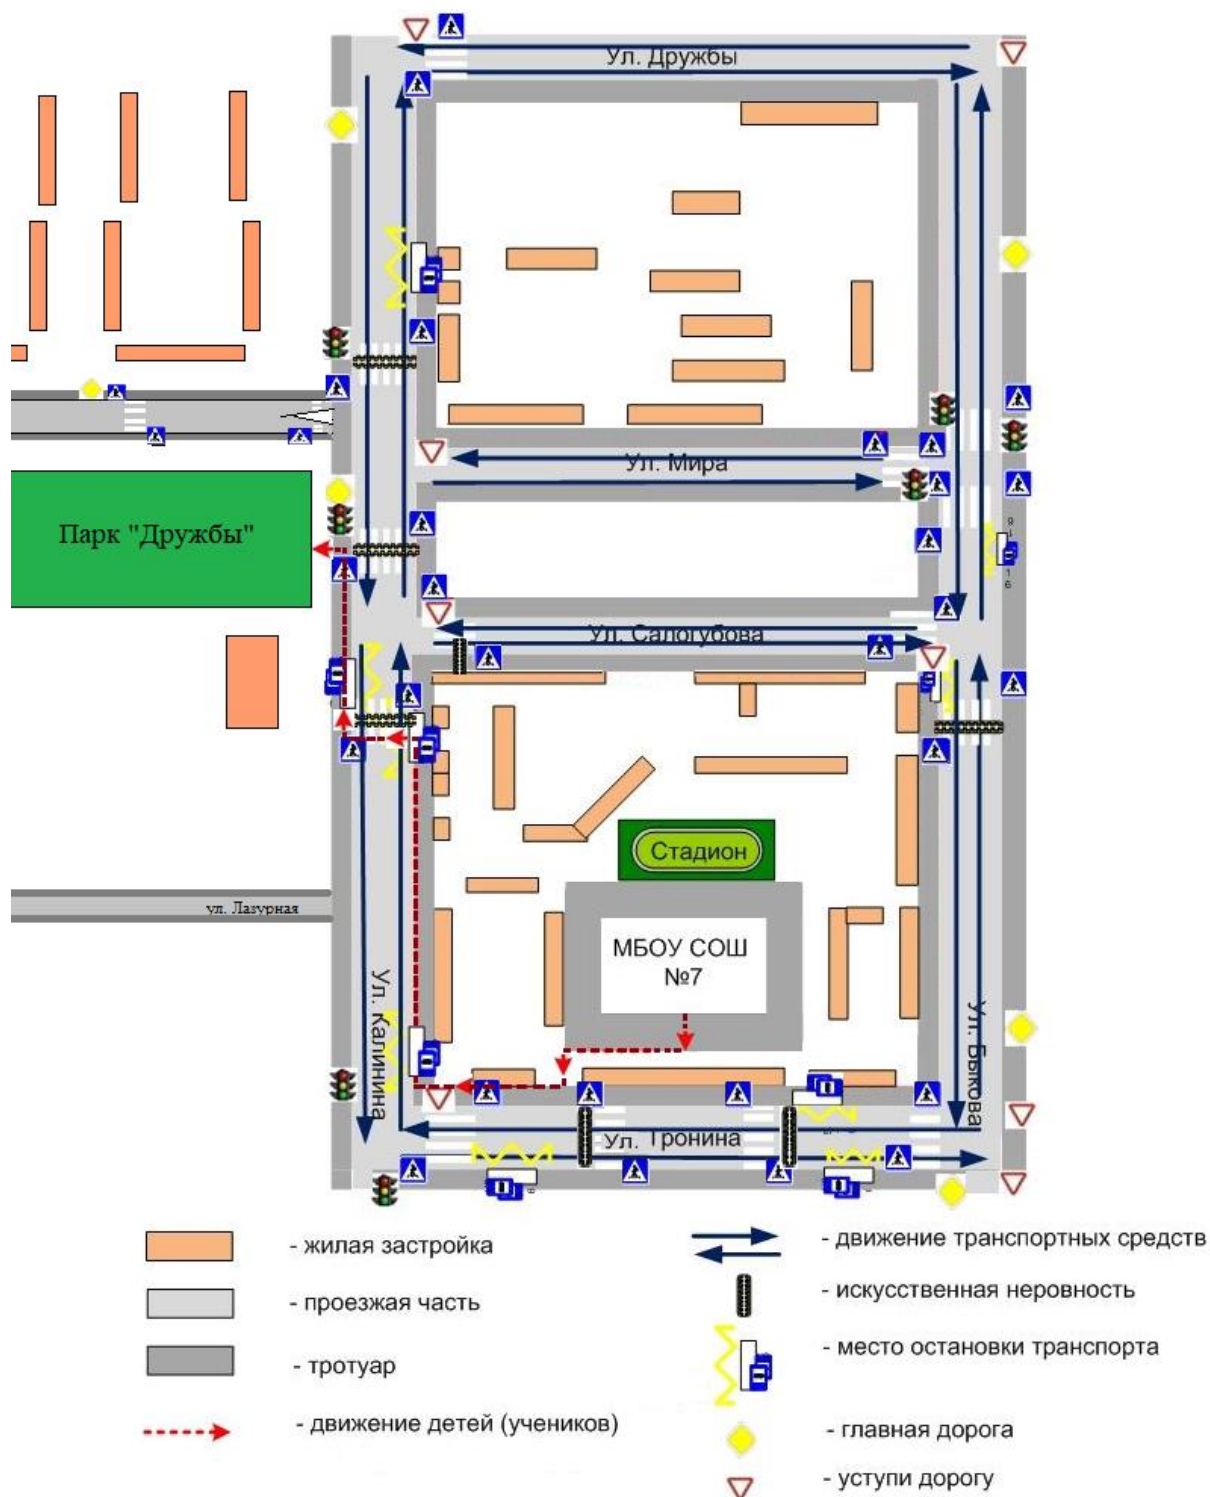 Ул. Дружбы
Ул. Мира
Парк "Дружбы"
Ул. Салогубова
Стадион
ул. Лазурная
МБОУ СОШ
№7
Ул. Калинина
Ул. Быкова
Ул. Тронина
- жилая застройка
- проезжая часть
- тротуар
- движение детей (учеников)
- движение транспортных средств
- искусственная неровность
- место остановки транспорта
- главная дорога
- уступи дорогу